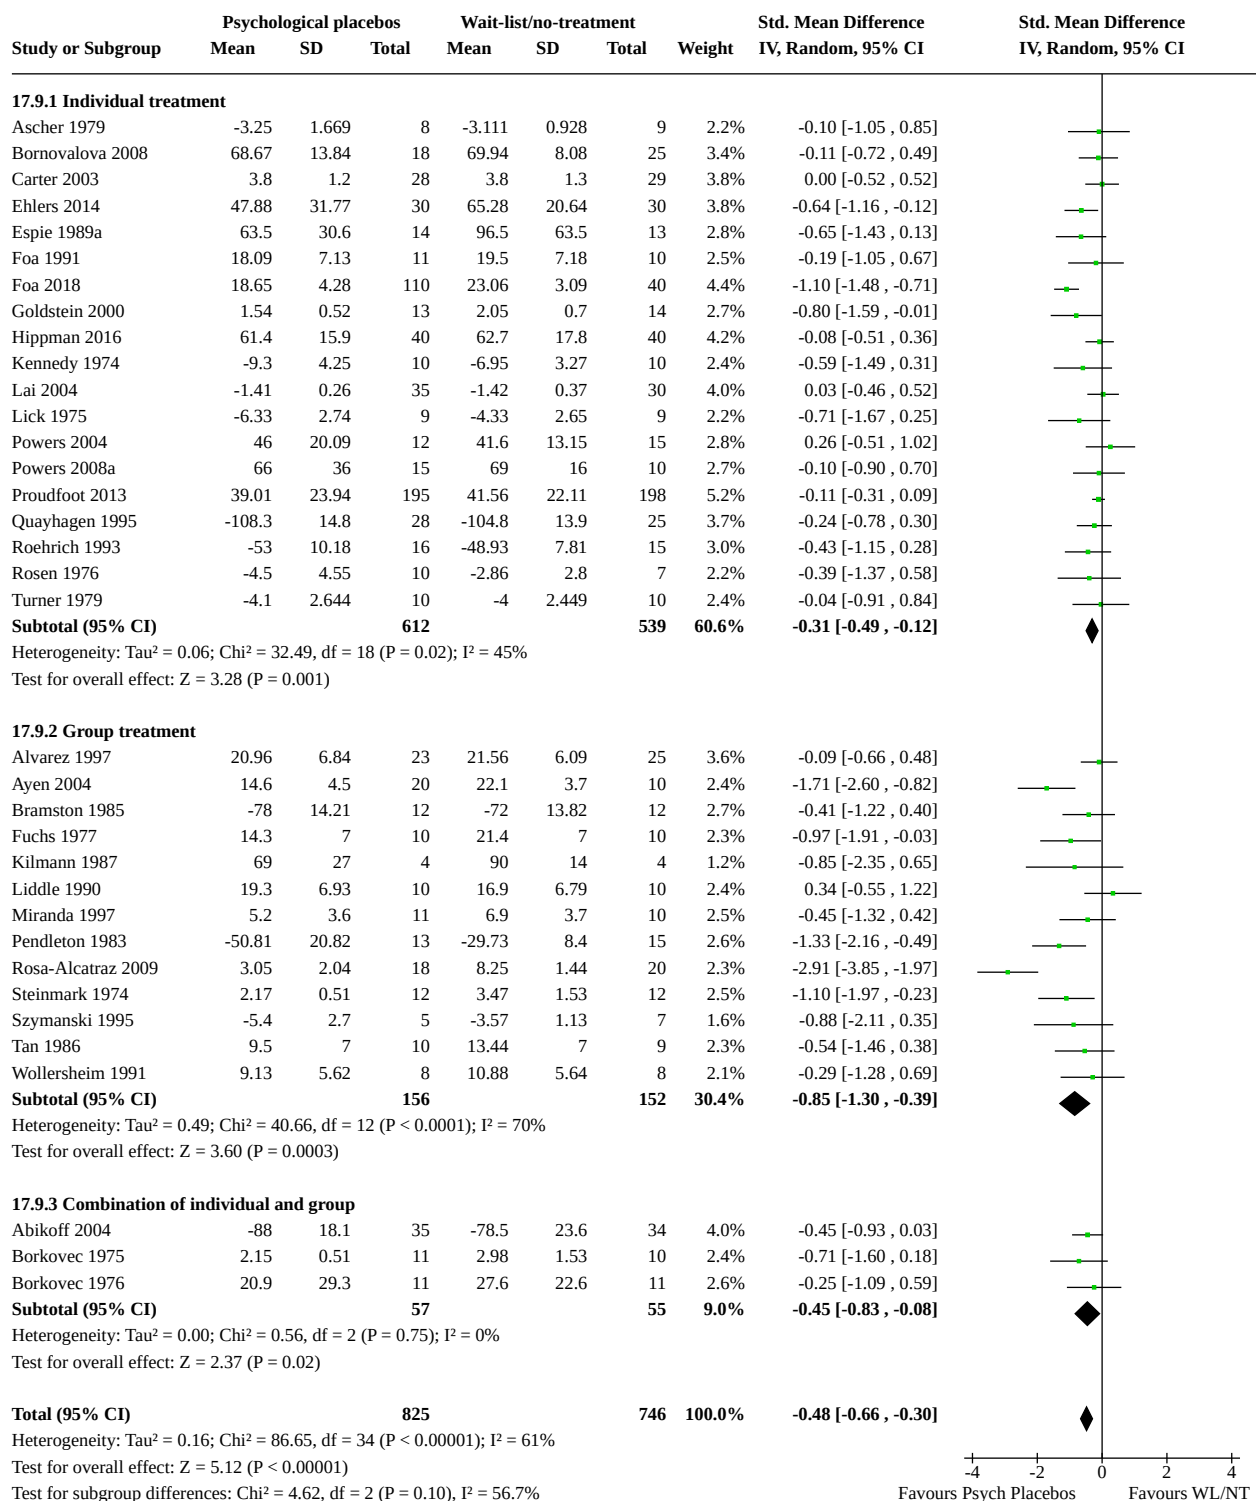 Psychological placebos Wait-list/no-treatment Std. Mean Difference Std. Mean Difference
Study or Subgroup Mean SD Total Mean SD Total Weight IV, Random, 95% CI IV, Random, 95% CI
17.9.1 Individual treatment
Ascher 1979 -3.25 1.669 8 -3.111 0.928 9 2.2% -0.10 [-1.05 , 0.85]
Bornovalova 2008 68.67 13.84 18 69.94 8.08 25 3.4% -0.11 [-0.72 , 0.49]
Carter 2003 3.8 1.2 28 3.8 1.3 29 3.8% 0.00 [-0.52 , 0.52]
Ehlers 2014 47.88 31.77 30 65.28 20.64 30 3.8% -0.64 [-1.16 , -0.12]
Espie 1989a 63.5 30.6 14 96.5 63.5 13 2.8% -0.65 [-1.43 , 0.13]
Foa 1991 18.09 7.13 11 19.5 7.18 10 2.5% -0.19 [-1.05 , 0.67]
Foa 2018 18.65 4.28 110 23.06 3.09 40 4.4% -1.10 [-1.48 , -0.71]
Goldstein 2000 1.54 0.52 13 2.05 0.7 14 2.7% -0.80 [-1.59 , -0.01]
Hippman 2016 61.4 15.9 40 62.7 17.8 40 4.2% -0.08 [-0.51 , 0.36]
Kennedy 1974 -9.3 4.25 10 -6.95 3.27 10 2.4% -0.59 [-1.49 , 0.31]
Lai 2004 -1.41 0.26 35 -1.42 0.37 30 4.0% 0.03 [-0.46 , 0.52]
Lick 1975 -6.33 2.74 9 -4.33 2.65 9 2.2% -0.71 [-1.67 , 0.25]
Powers 2004 46 20.09 12 41.6 13.15 15 2.8% 0.26 [-0.51 , 1.02]
Powers 2008a 66 36 15 69 16 10 2.7% -0.10 [-0.90 , 0.70]
Proudfoot 2013 39.01 23.94 195 41.56 22.11 198 5.2% -0.11 [-0.31 , 0.09]
Quayhagen 1995 -108.3 14.8 28 -104.8 13.9 25 3.7% -0.24 [-0.78 , 0.30]
Roehrich 1993 -53 10.18 16 -48.93 7.81 15 3.0% -0.43 [-1.15 , 0.28]
Rosen 1976 -4.5 4.55 10 -2.86 2.8 7 2.2% -0.39 [-1.37 , 0.58]
Turner 1979 -4.1 2.644 10 -4 2.449 10 2.4% -0.04 [-0.91 , 0.84]
Subtotal (95% CI) 612 539 60.6% -0.31 [-0.49 , -0.12]
Heterogeneity: Tau² = 0.06; Chi² = 32.49, df = 18 (P = 0.02); I² = 45%
Test for overall effect: Z = 3.28 (P = 0.001)
17.9.2 Group treatment
Alvarez 1997 20.96 6.84 23 21.56 6.09 25 3.6% -0.09 [-0.66 , 0.48]
Ayen 2004 14.6 4.5 20 22.1 3.7 10 2.4% -1.71 [-2.60 , -0.82]
Bramston 1985 -78 14.21 12 -72 13.82 12 2.7% -0.41 [-1.22 , 0.40]
Fuchs 1977 14.3 7 10 21.4 7 10 2.3% -0.97 [-1.91 , -0.03]
Kilmann 1987 69 27 4 90 14 4 1.2% -0.85 [-2.35 , 0.65]
Liddle 1990 19.3 6.93 10 16.9 6.79 10 2.4% 0.34 [-0.55 , 1.22]
Miranda 1997 5.2 3.6 11 6.9 3.7 10 2.5% -0.45 [-1.32 , 0.42]
Pendleton 1983 -50.81 20.82 13 -29.73 8.4 15 2.6% -1.33 [-2.16 , -0.49]
Rosa-Alcatraz 2009 3.05 2.04 18 8.25 1.44 20 2.3% -2.91 [-3.85 , -1.97]
Steinmark 1974 2.17 0.51 12 3.47 1.53 12 2.5% -1.10 [-1.97 , -0.23]
Szymanski 1995 -5.4 2.7 5 -3.57 1.13 7 1.6% -0.88 [-2.11 , 0.35]
Tan 1986 9.5 7 10 13.44 7 9 2.3% -0.54 [-1.46 , 0.38]
Wollersheim 1991 9.13 5.62 8 10.88 5.64 8 2.1% -0.29 [-1.28 , 0.69]
Subtotal (95% CI) 156 152 30.4% -0.85 [-1.30 , -0.39]
Heterogeneity: Tau² = 0.49; Chi² = 40.66, df = 12 (P < 0.0001); I² = 70%
Test for overall effect: Z = 3.60 (P = 0.0003)
17.9.3 Combination of individual and group
Abikoff 2004 -88 18.1 35 -78.5 23.6 34 4.0% -0.45 [-0.93 , 0.03]
Borkovec 1975 2.15 0.51 11 2.98 1.53 10 2.4% -0.71 [-1.60 , 0.18]
Borkovec 1976 20.9 29.3 11 27.6 22.6 11 2.6% -0.25 [-1.09 , 0.59]
Subtotal (95% CI) 57 55 9.0% -0.45 [-0.83 , -0.08]
Heterogeneity: Tau² = 0.00; Chi² = 0.56, df = 2 (P = 0.75); I² = 0%
Test for overall effect: Z = 2.37 (P = 0.02)
Total (95% CI) 825 746 100.0% -0.48 [-0.66 , -0.30]
Heterogeneity: Tau² = 0.16; Chi² = 86.65, df = 34 (P < 0.00001); I² = 61%
Test for overall effect: Z = 5.12 (P < 0.00001) -4 -2 0 2 4
Test for subgroup differences: Chi² = 4.62, df = 2 (P = 0.10), I² = 56.7% Favours Psych Placebos Favours WL/NT